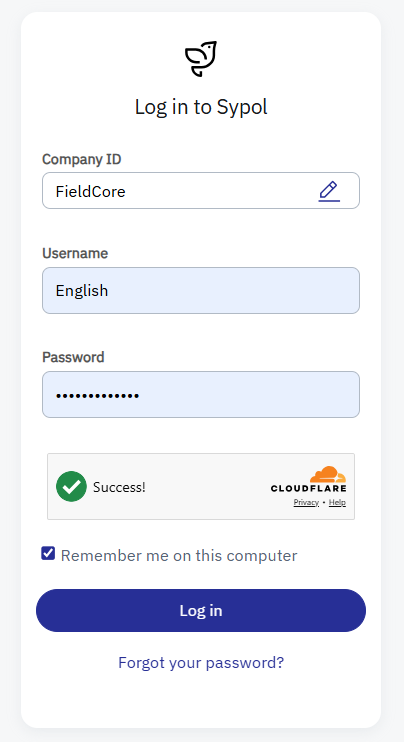 Log in to Sypol
Company ID
FieldCore
Username
English
Password
•••••••••••••
Success!
CLOUDFLARE
Privacy • Help
Remember me on this computer
Log in
Forgot your password?